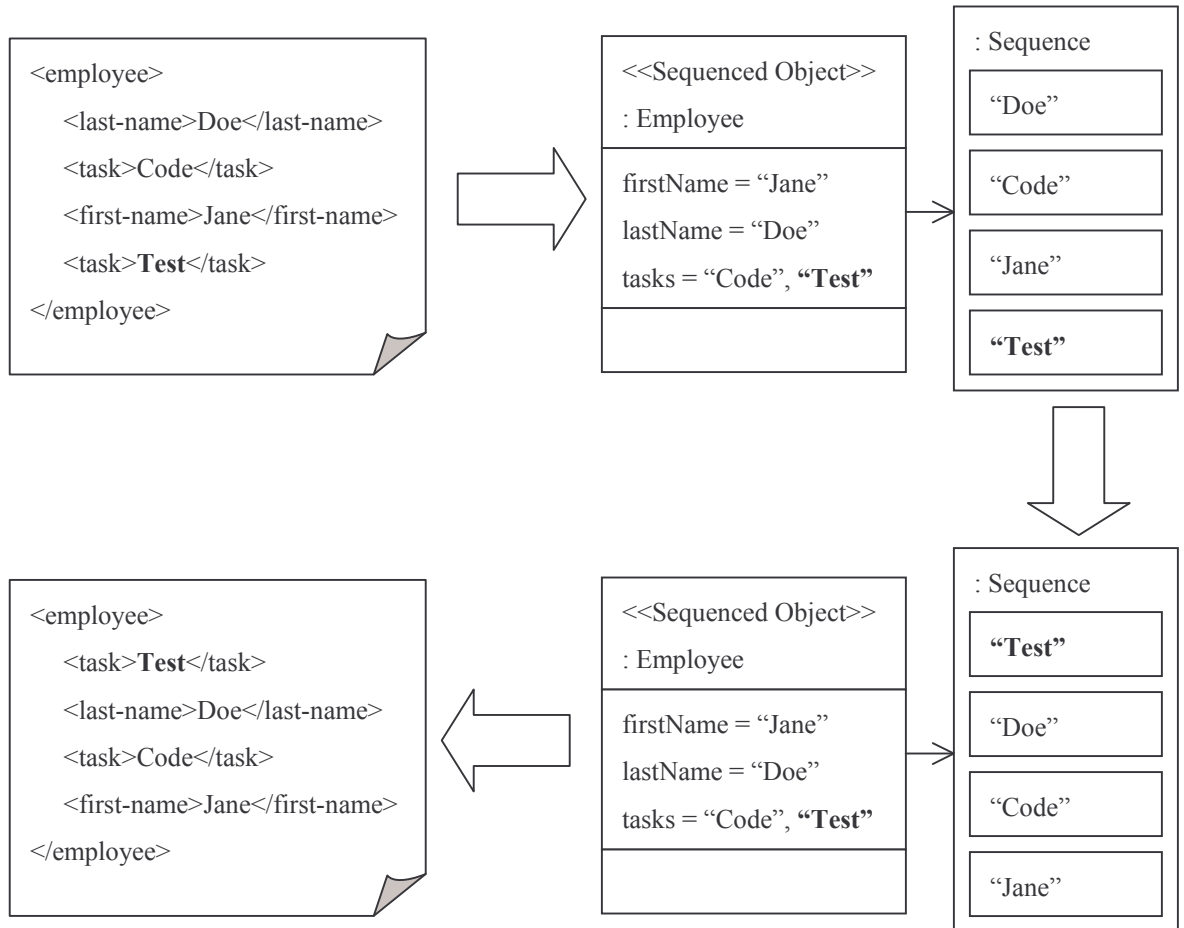 <employee>
<last-name>Doe</last-name>
<task>Code</task>
<first-name>Jane</first-name>
<task>Test</task>
</employee>
<<Sequenced Object>>
: Employee
firstName = “Jane”
lastName = “Doe”
tasks = “Code”, “Test”
: Sequence
“Doe”
“Code”
“Jane”
“Test”
<employee>
<task>Test</task>
<last-name>Doe</last-name>
<task>Code</task>
<first-name>Jane</first-name>
</employee>
<<Sequenced Object>>
: Employee
firstName = “Jane”
lastName = “Doe”
tasks = “Code”, “Test”
: Sequence
“Test”
“Doe”
“Code”
“Jane”